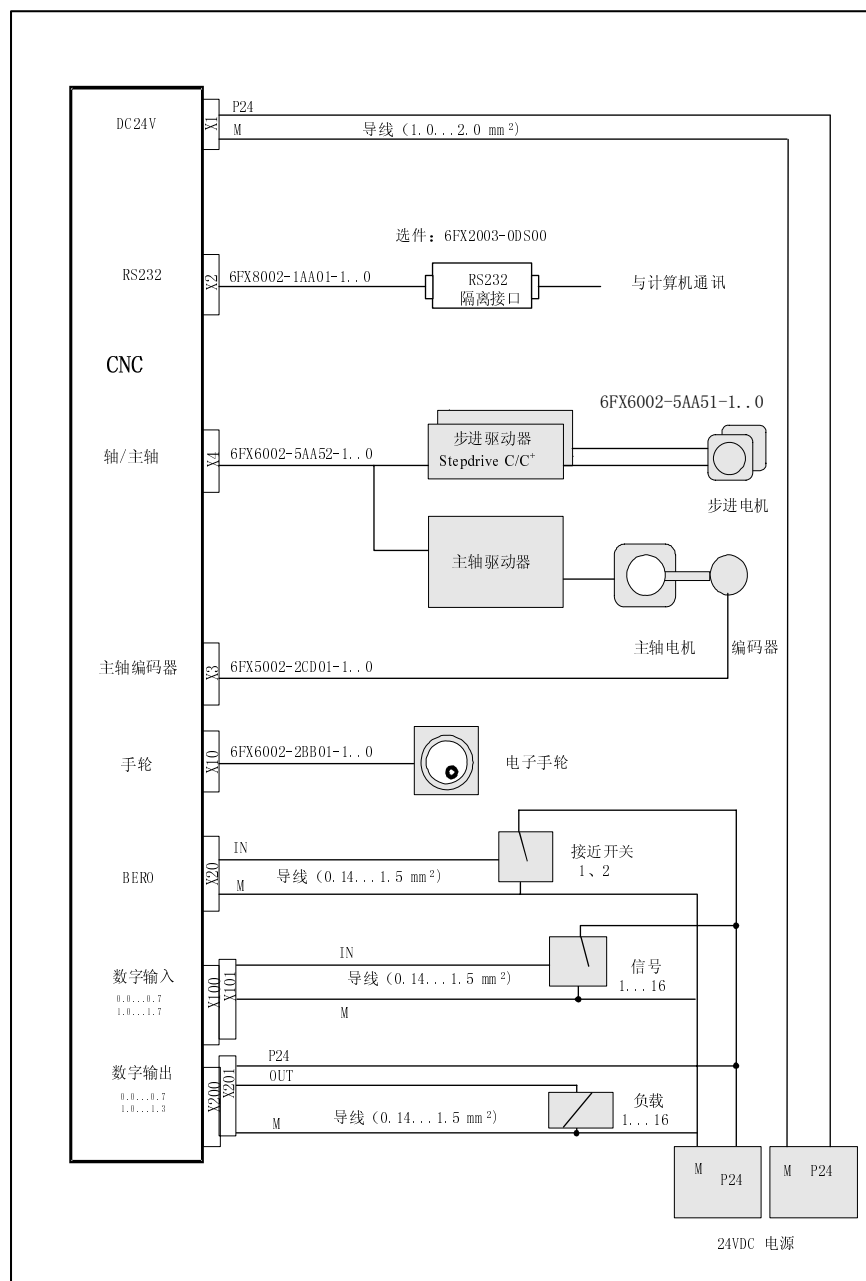 P24
DC24V
X1
M
导线(1.0...2.0 mm²)
选件：6FX2003-0DS00
RS232
X2
6FX8002-1AA01-1..0
RS232
隔离接口
与计算机通讯
CNC
6FX6002-5AA51-1..0
轴/主轴
X4
6FX6002-5AA52-1..0
步进驱动器
Stepdrive C/C⁺
步进电机
主轴驱动器
主轴电机
编码器
主轴编码器
X3
6FX5002-2CD01-1..0
手轮
X10
6FX6002-2BB01-1..0
电子手轮
IN
BERO
X20
导线(0.14...1.5 mm²)
M
接近开关
1、2
IN
数字输入
0.0...0.7
1.0...1.7
X100
X101
导线(0.14...1.5 mm²)
M
信号
1...16
P24
OUT
数字输出
0.0...0.7
1.0...1.3
X200
X201
M
导线(0.14...1.5 mm²)
负载
1...16
M
P24
M
P24
24VDC 电源